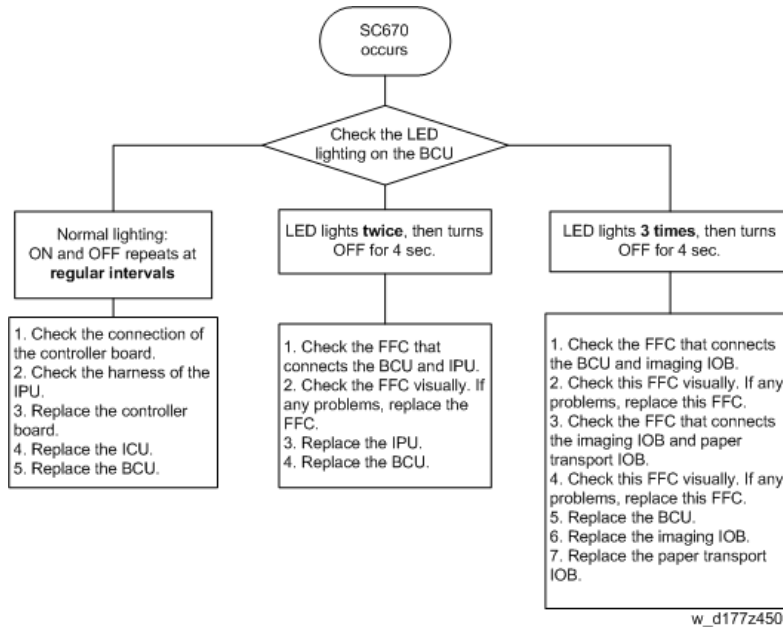 SC670
occurs
Check the LED
lighting on the BCU
Normal lighting:
ON and OFF repeats at
regular intervals
LED lights twice, then turns
OFF for 4 sec.
LED lights 3 times, then turns
OFF for 4 sec.
1. Check the connection of
the controller board.
2. Check the harness of the
IPU.
3. Replace the controller
board.
4. Replace the ICU.
5. Replace the BCU.
1. Check the FFC that
connects the BCU and IPU.
2. Check the FFC visually. If
any problems, replace the
FFC.
3. Replace the IPU.
4. Replace the BCU.
1. Check the FFC that connects
the BCU and imaging IOB.
2. Check this FFC visually. If any
problems, replace this FFC.
3. Check the FFC that connects
the imaging IOB and paper
transport IOB.
4. Check this FFC visually. If any
problems, replace this FFC.
5. Replace the BCU.
6. Replace the imaging IOB.
7. Replace the paper transport
IOB.
w_d177z450